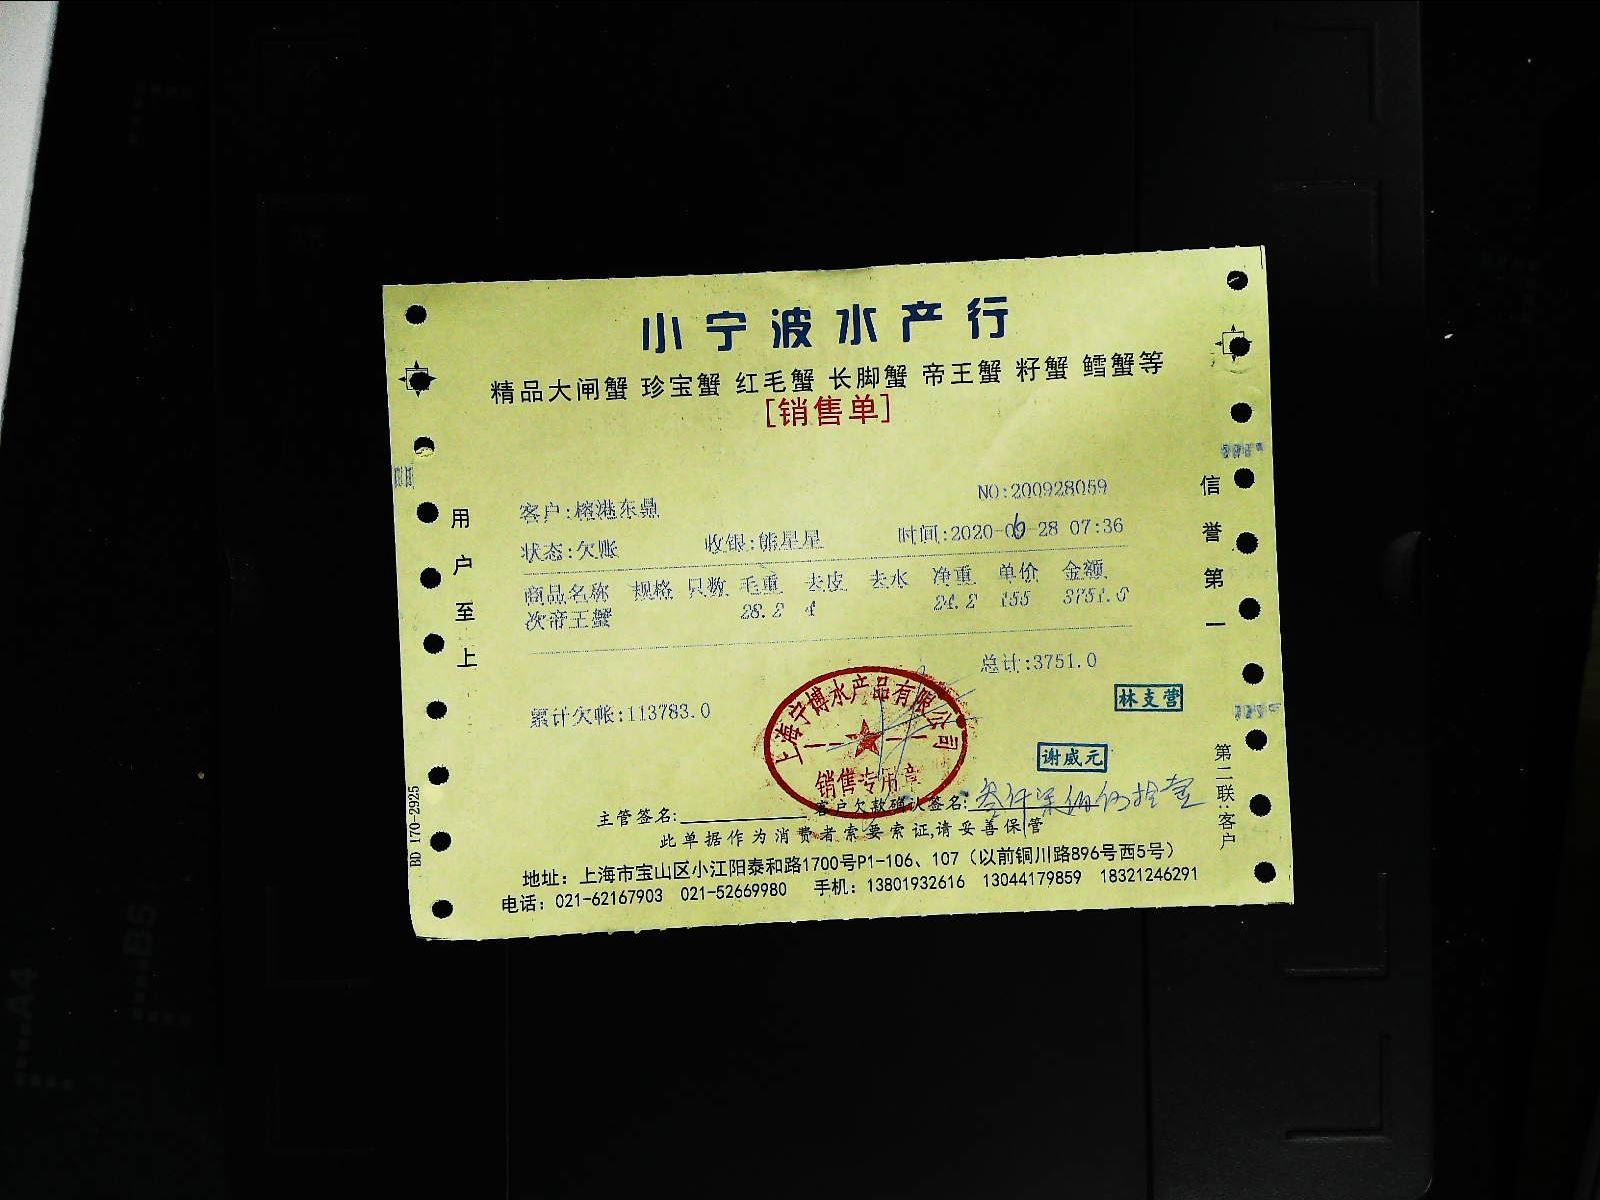 小宁波水产行
精品大闸蟹 珍宝蟹 红毛蟹 长脚蟹 帝王蟹 籽蟹 鳕蟹等
[销售单]
NO:200928059
客户:榕港东鼎
状态:欠账 收银:熊星星 时间:2020-06-28 07:36
商品名称 规格 只数 毛重 去皮 去水 净重 单价 金额
次帝王蟹 28.2 4 24.2 155 3751.0
总计:3751.0
累计欠帐:113783.0
林支营
谢威元
上海宁博水产品有限公司
销售专用章
主管签名: 客户欠款确认签名: 叁仟柒佰伍拾壹
此单据作为消费者索要索证,请妥善保管
地址：上海市宝山区小江阳泰和路1700号P1-106、107（以前铜川路896号西5号）
电话：021-62167903 021-52669980 手机：13801932616 13044179859 18321246291
用户至上
信誉第一
第二联:客户
BD 170-2925
A4
B5